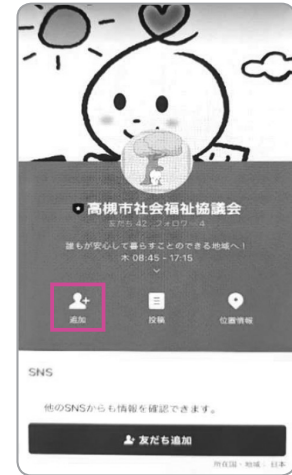 高槻市社会福祉協議会
友だち 42・フォロワー 4
誰もが安心して暮らすことのできる地域へ！
木 08:45 - 17:15
追加
投稿
位置情報
SNS
他のSNSからも情報を確認できます。
友だち追加
所在国・地域： 日本